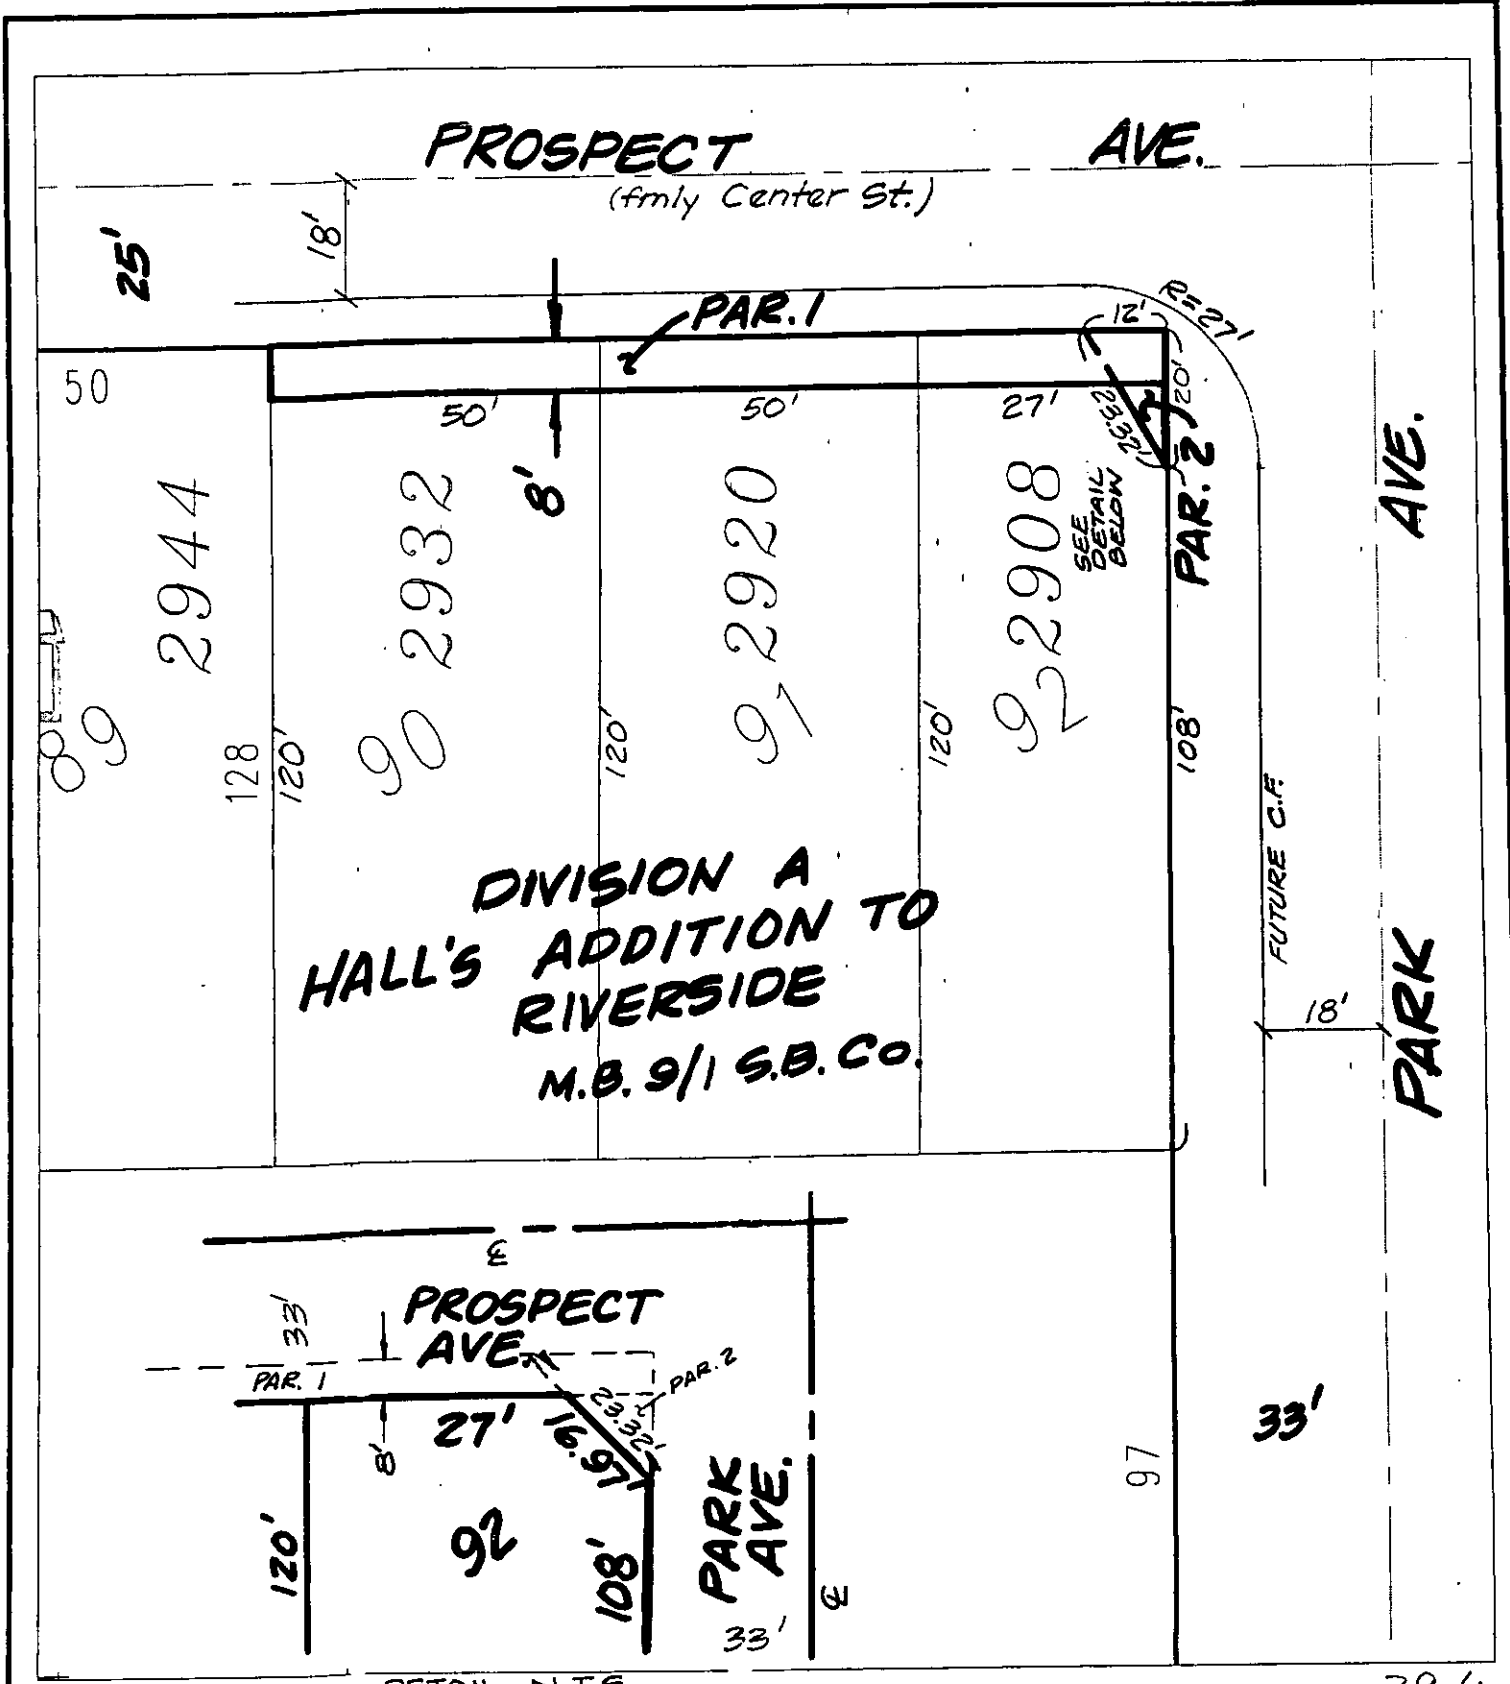 PROSPECT AVE.
(fmly Center St.)
25'
18'
PAR. 1
12'
R=27'
50
50'
50'
27'
23.32'
20'
8'
SEE
DETAIL
BELOW
PAR. 2
AVE.
PARK
2944
2932
2920
2908
89
90
91
92
128
120'
120'
120'
108'
FUTURE C.F.
18'
DIVISION A
HALL'S ADDITION TO
RIVERSIDE
M.B. 9/1 S.B. Co.
33'
PROSPECT
AVE.
PAR. 1
PAR. 2
8'
27'
23.32'
16.97'
120'
92
108'
PARK
AVE.
33'
97
33'